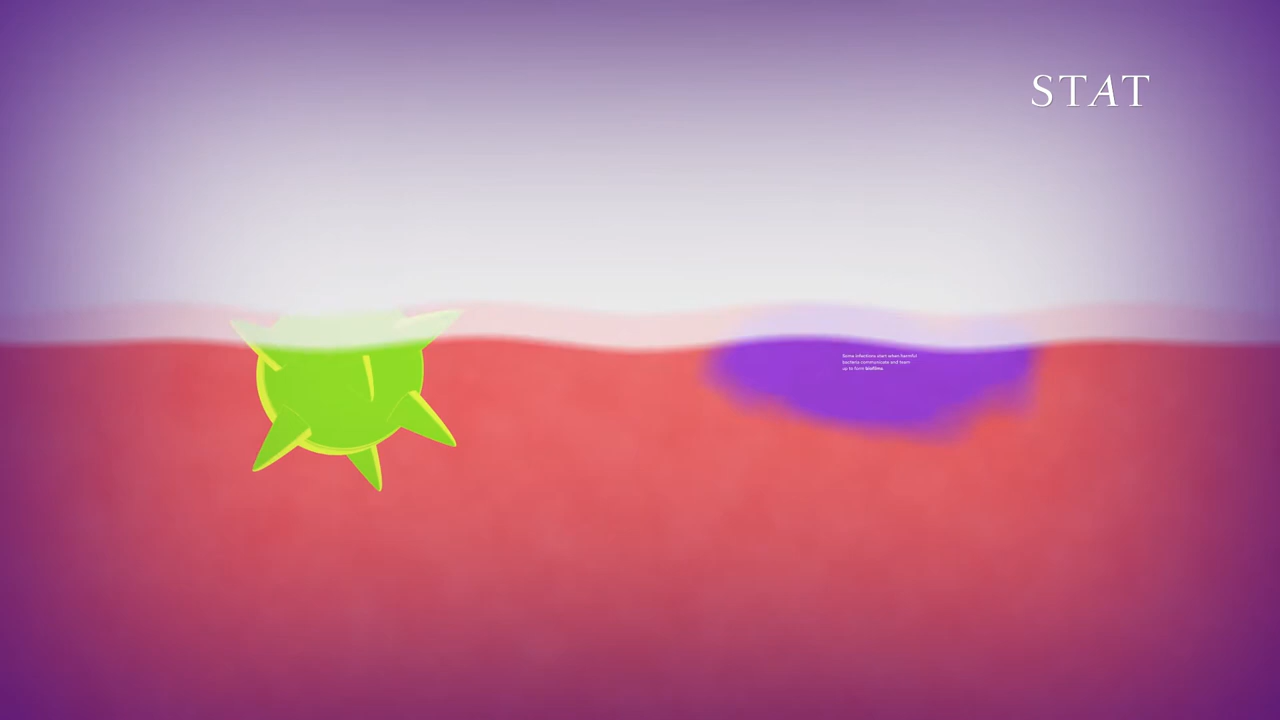 STAT
Some infections start when harmful
bacteria communicate and team
up to form biofilms.